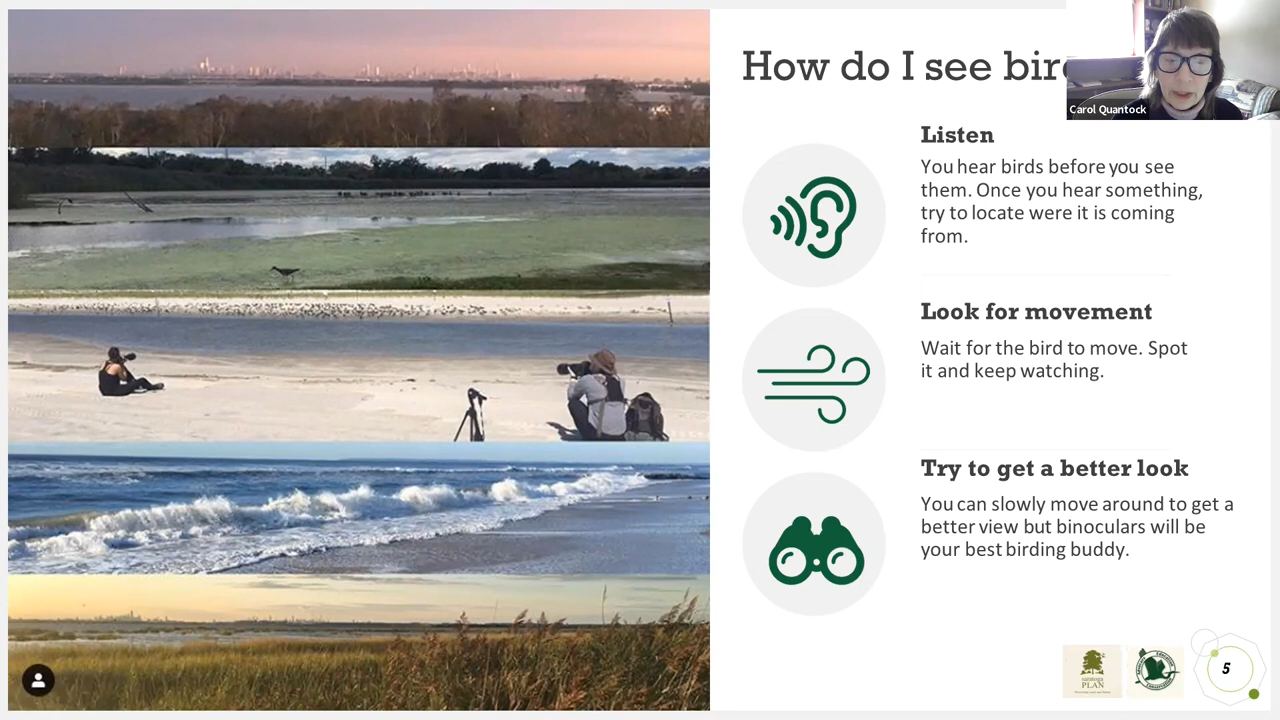 How do I see bir
Carol Quantock
Listen
You hear birds before you see
them. Once you hear something,
try to locate were it is coming
from.
Look for movement
Wait for the bird to move. Spot
it and keep watching.
Try to get a better look
You can slowly move around to get a
better view but binoculars will be
your best birding buddy.
saratoga
PLAN
5